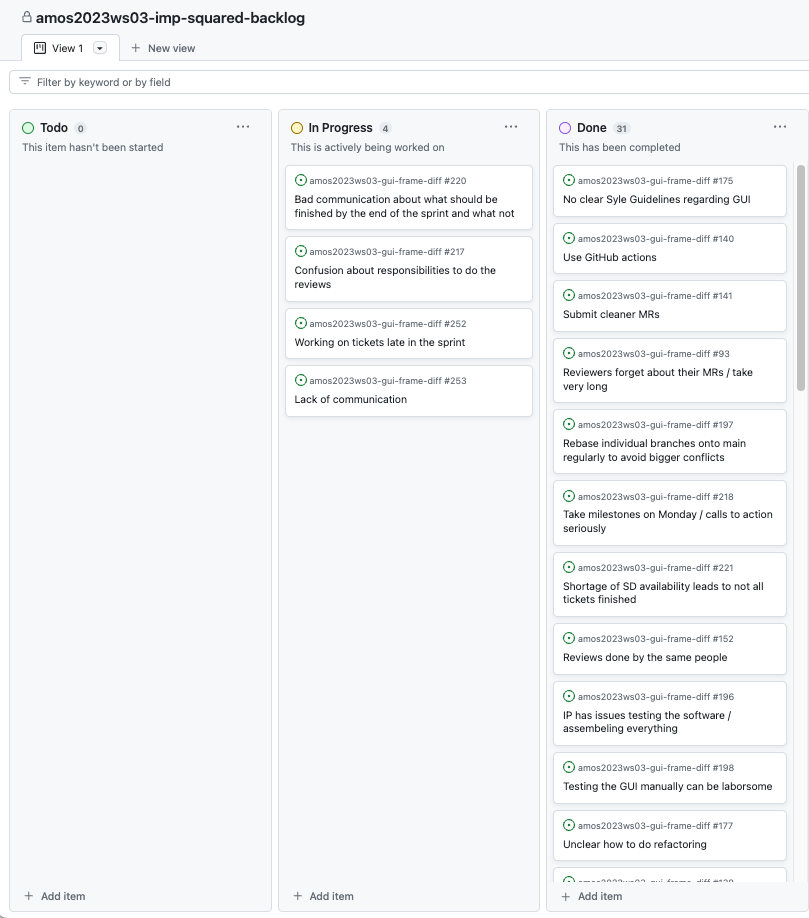 amos2023ws03-imp-squared-backlog
View 1
New view
Filter by keyword or by field
Todo 0
This item hasn't been started
Add item
In Progress 4
This is actively being worked on
amos2023ws03-gui-frame-diff #220
Bad communication about what should be
finished by the end of the sprint and what not
amos2023ws03-gui-frame-diff #217
Confusion about responsibilities to do the
reviews
amos2023ws03-gui-frame-diff #252
Working on tickets late in the sprint
amos2023ws03-gui-frame-diff #253
Lack of communication
Add item
Done 31
This has been completed
amos2023ws03-gui-frame-diff #175
No clear Syle Guidelines regarding GUI
amos2023ws03-gui-frame-diff #140
Use GitHub actions
amos2023ws03-gui-frame-diff #141
Submit cleaner MRs
amos2023ws03-gui-frame-diff #93
Reviewers forget about their MRs / take
very long
amos2023ws03-gui-frame-diff #197
Rebase individual branches onto main
regularly to avoid bigger conflicts
amos2023ws03-gui-frame-diff #218
Take milestones on Monday / calls to action
seriously
amos2023ws03-gui-frame-diff #221
Shortage of SD availability leads to not all
tickets finished
amos2023ws03-gui-frame-diff #152
Reviews done by the same people
amos2023ws03-gui-frame-diff #196
IP has issues testing the software /
assembeling everything
amos2023ws03-gui-frame-diff #198
Testing the GUI manually can be laborsome
amos2023ws03-gui-frame-diff #177
Unclear how to do refactoring
Add item